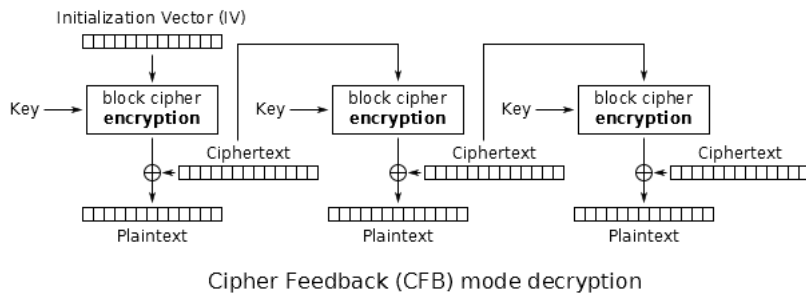 Initialization Vector (IV)
Key
block cipher
encryption
Ciphertext
Plaintext
Key
block cipher
encryption
Ciphertext
Plaintext
Key
block cipher
encryption
Ciphertext
Plaintext
Cipher Feedback (CFB) mode decryption